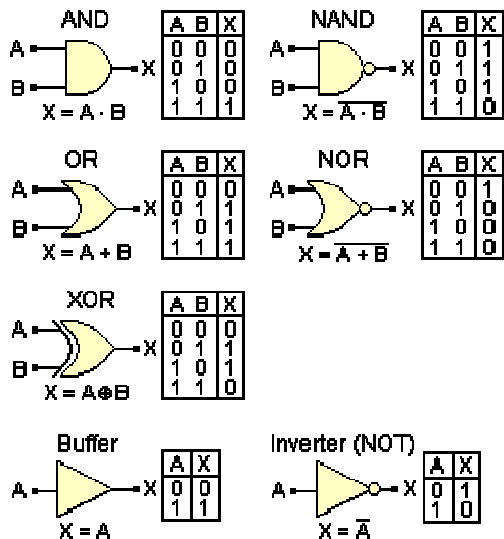 AND
A B X
A
B
X
0 0 0
0 1 0
1 0 0
1 1 1
X = A · B
NAND
A B X
A
B
X
0 0 1
0 1 1
1 0 1
1 1 0
X = A̅ ̅·̅ ̅B̅
OR
A B X
A
B
X
0 0 0
0 1 1
1 0 1
1 1 1
X = A + B
NOR
A B X
A
B
X
0 0 1
0 1 0
1 0 0
1 1 0
X = A̅ ̅+̅ ̅B̅
XOR
A B X
A
B
X
0 0 0
0 1 1
1 0 1
1 1 0
X = A⊕B
Buffer
A X
A
X
0 0
1 1
X = A
Inverter (NOT)
A X
A
X
0 1
1 0
X = A̅